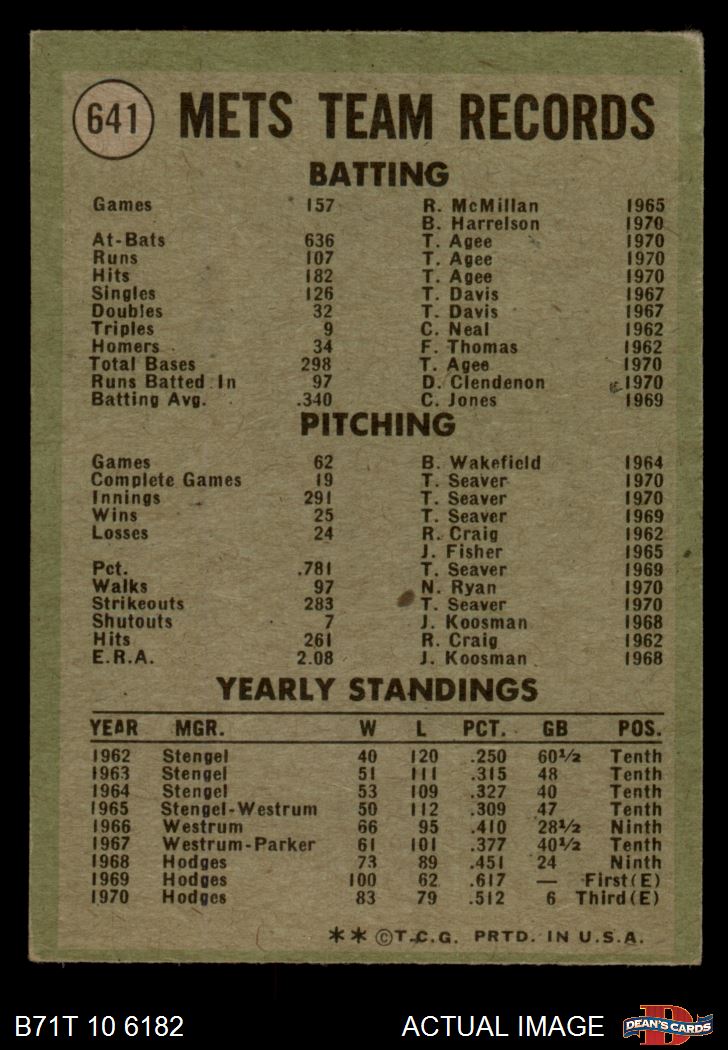 641 METS TEAM RECORDS
BATTING
Games 157 R. McMillan 1965
B. Harrelson 1970
At-Bats 636 T. Agee 1970
Runs 107 T. Agee 1970
Hits 182 T. Agee 1970
Singles 126 T. Davis 1967
Doubles 32 T. Davis 1967
Triples 9 C. Neal 1962
Homers 34 F. Thomas 1962
Total Bases 298 T. Agee 1970
Runs Batted In 97 D. Clendenon 1970
Batting Avg. .340 C. Jones 1969
PITCHING
Games 62 B. Wakefield 1964
Complete Games 19 T. Seaver 1970
Innings 291 T. Seaver 1970
Wins 25 T. Seaver 1969
Losses 24 R. Craig 1962
J. Fisher 1965
Pct. .781 T. Seaver 1969
Walks 97 N. Ryan 1970
Strikeouts 283 T. Seaver 1970
Shutouts 7 J. Koosman 1968
Hits 261 R. Craig 1962
E.R.A. 2.08 J. Koosman 1968
YEARLY STANDINGS
YEAR MGR. W L PCT. GB POS.
1962 Stengel 40 120 .250 60½ Tenth
1963 Stengel 51 111 .315 48 Tenth
1964 Stengel 53 109 .327 40 Tenth
1965 Stengel-Westrum 50 112 .309 47 Tenth
1966 Westrum 66 95 .410 28½ Ninth
1967 Westrum-Parker 61 101 .377 40½ Tenth
1968 Hodges 73 89 .451 24 Ninth
1969 Hodges 100 62 .617 — First(E)
1970 Hodges 83 79 .512 6 Third(E)
** ©T.C.G. PRTD. IN U.S.A.
B71T 10 6182 ACTUAL IMAGE D DEAN'S CARDS